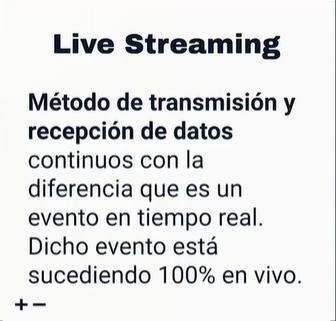 Live Streaming
Método de transmisión y
recepción de datos
continuos con la
diferencia que es un
evento en tiempo real.
Dicho evento está
sucediendo 100% en vivo.
+ −